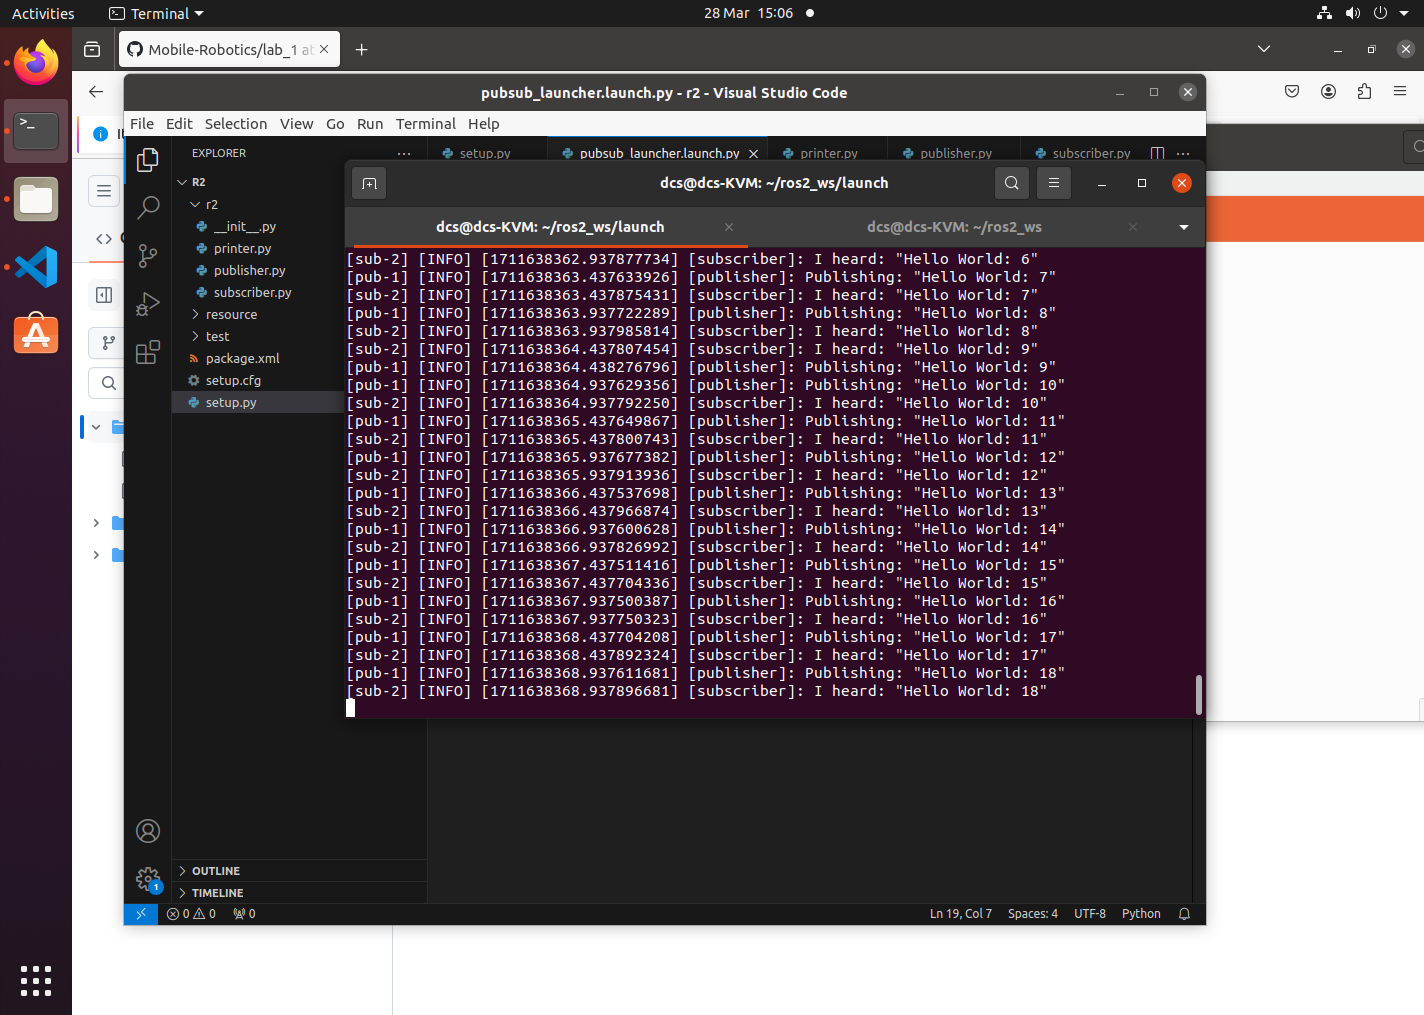 Activities
Terminal
28 Mar 15:06
Mobile-Robotics/lab_1 at
pubsub_launcher.launch.py - r2 - Visual Studio Code
File Edit Selection View Go Run Terminal Help
EXPLORER
setup.py
pubsub_launcher.launch.py
printer.py
publisher.py
subscriber.py
R2
r2
__init__.py
printer.py
publisher.py
subscriber.py
resource
test
package.xml
setup.cfg
setup.py
dcs@dcs-KVM: ~/ros2_ws/launch
dcs@dcs-KVM: ~/ros2_ws/launch
dcs@dcs-KVM: ~/ros2_ws
[sub-2] [INFO] [1711638362.937877734] [subscriber]: I heard: "Hello World: 6"
[pub-1] [INFO] [1711638363.437633926] [publisher]: Publishing: "Hello World: 7"
[sub-2] [INFO] [1711638363.437875431] [subscriber]: I heard: "Hello World: 7"
[pub-1] [INFO] [1711638363.937722289] [publisher]: Publishing: "Hello World: 8"
[sub-2] [INFO] [1711638363.937985814] [subscriber]: I heard: "Hello World: 8"
[sub-2] [INFO] [1711638364.437807454] [subscriber]: I heard: "Hello World: 9"
[pub-1] [INFO] [1711638364.438276796] [publisher]: Publishing: "Hello World: 9"
[pub-1] [INFO] [1711638364.937629356] [publisher]: Publishing: "Hello World: 10"
[sub-2] [INFO] [1711638364.937792250] [subscriber]: I heard: "Hello World: 10"
[pub-1] [INFO] [1711638365.437649867] [publisher]: Publishing: "Hello World: 11"
[sub-2] [INFO] [1711638365.437800743] [subscriber]: I heard: "Hello World: 11"
[pub-1] [INFO] [1711638365.937677382] [publisher]: Publishing: "Hello World: 12"
[sub-2] [INFO] [1711638365.937913936] [subscriber]: I heard: "Hello World: 12"
[pub-1] [INFO] [1711638366.437537698] [publisher]: Publishing: "Hello World: 13"
[sub-2] [INFO] [1711638366.437966874] [subscriber]: I heard: "Hello World: 13"
[pub-1] [INFO] [1711638366.937600628] [publisher]: Publishing: "Hello World: 14"
[sub-2] [INFO] [1711638366.937826992] [subscriber]: I heard: "Hello World: 14"
[pub-1] [INFO] [1711638367.437511416] [publisher]: Publishing: "Hello World: 15"
[sub-2] [INFO] [1711638367.437704336] [subscriber]: I heard: "Hello World: 15"
[pub-1] [INFO] [1711638367.937500387] [publisher]: Publishing: "Hello World: 16"
[sub-2] [INFO] [1711638367.937750323] [subscriber]: I heard: "Hello World: 16"
[pub-1] [INFO] [1711638368.437704208] [publisher]: Publishing: "Hello World: 17"
[sub-2] [INFO] [1711638368.437892324] [subscriber]: I heard: "Hello World: 17"
[pub-1] [INFO] [1711638368.937611681] [publisher]: Publishing: "Hello World: 18"
[sub-2] [INFO] [1711638368.937896681] [subscriber]: I heard: "Hello World: 18"
OUTLINE
TIMELINE
1
0 0 0
Ln 19, Col 7
Spaces: 4
UTF-8
Python